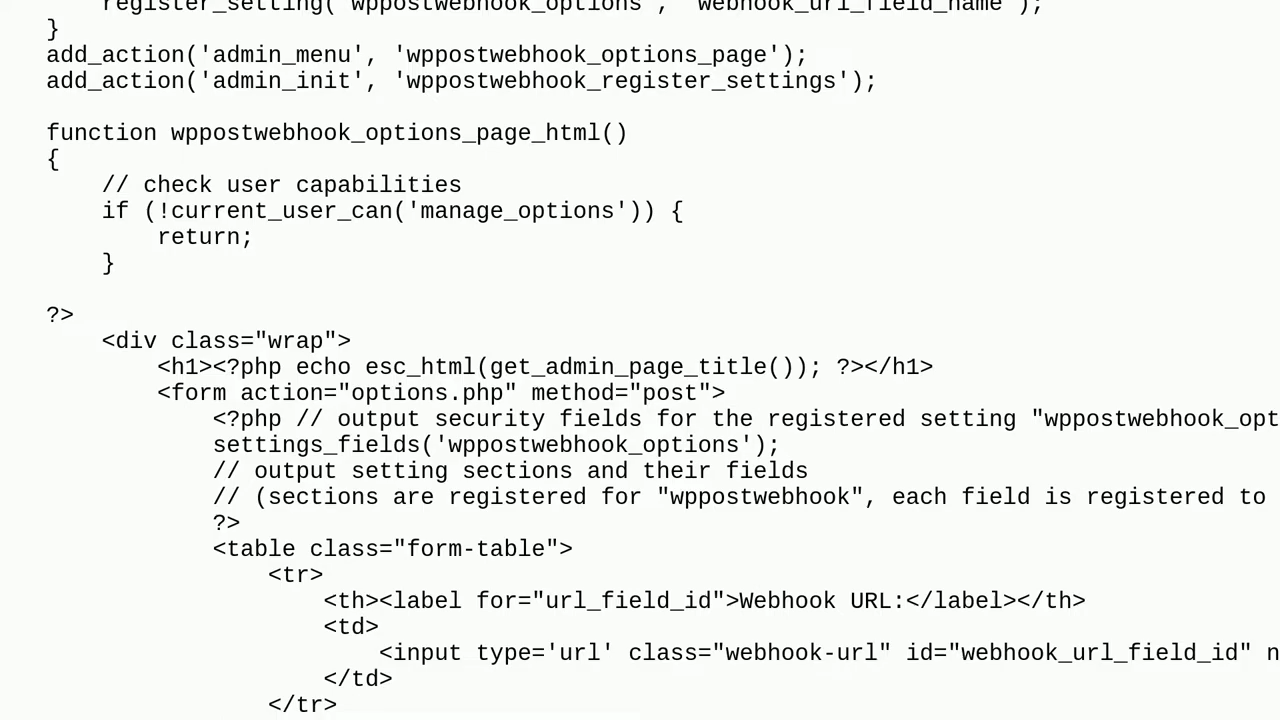 register_setting('wppostwebhook_options', 'webhook_url_field_name');
}
add_action('admin_menu', 'wppostwebhook_options_page');
add_action('admin_init', 'wppostwebhook_register_settings');
function wppostwebhook_options_page_html()
{
// check user capabilities
if (!current_user_can('manage_options')) {
return;
}
?>
<div class="wrap">
<h1><?php echo esc_html(get_admin_page_title()); ?></h1>
<form action="options.php" method="post">
<?php // output security fields for the registered setting "wppostwebhook_opt
settings_fields('wppostwebhook_options');
// output setting sections and their fields
// (sections are registered for "wppostwebhook", each field is registered to
?>
<table class="form-table">
<tr>
<th><label for="url_field_id">Webhook URL:</label></th>
<td>
<input type='url' class="webhook-url" id="webhook_url_field_id" n
</td>
</tr>